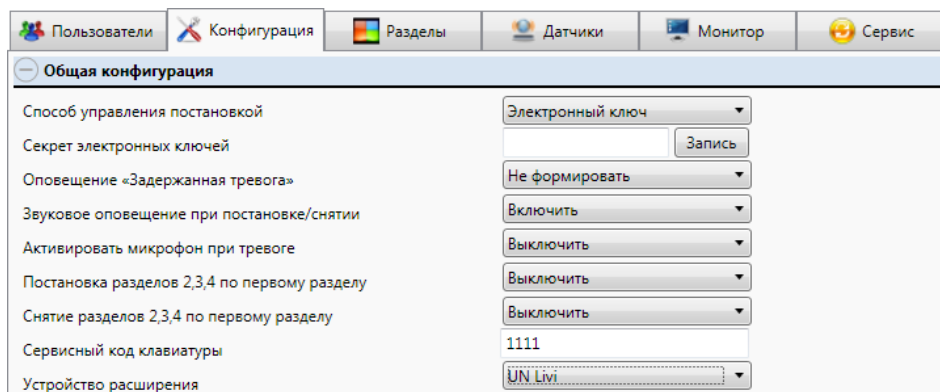 Пользователи Конфигурация Разделы Датчики Монитор Сервис
Общая конфигурация
Способ управления постановкой Электронный ключ
Секрет электронных ключей Запись
Оповещение «Задержанная тревога» Не формировать
Звуковое оповещение при постановке/снятии Включить
Активировать микрофон при тревоге Выключить
Постановка разделов 2,3,4 по первому разделу Выключить
Снятие разделов 2,3,4 по первому разделу Выключить
Сервисный код клавиатуры 1111
Устройство расширения UN Livi